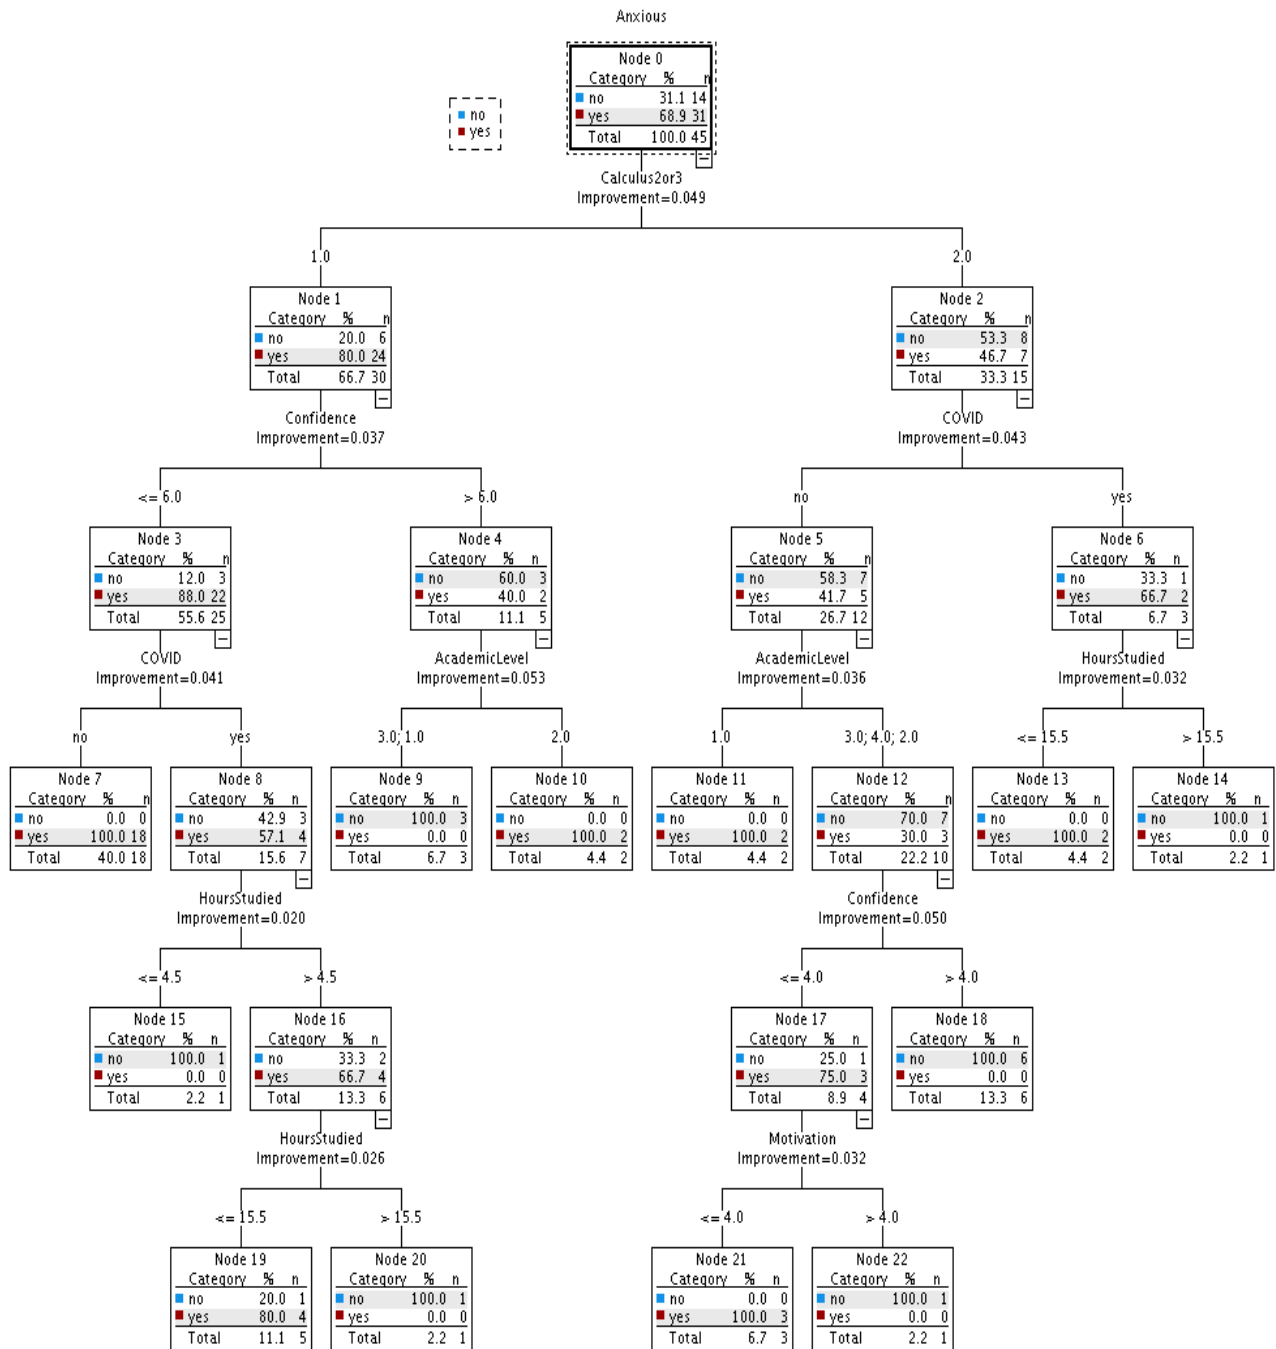 Anxious
Node 0
Category % n
no 31.1 14
yes 68.9 31
Total 100.0 45
no
yes
Calculus2or3
Improvement=0.049
1.0
2.0
Node 1
Category % n
no 20.0 6
yes 80.0 24
Total 66.7 30
Node 2
Category % n
no 53.3 8
yes 46.7 7
Total 33.3 15
Confidence
Improvement=0.037
COVID
Improvement=0.043
<= 6.0
> 6.0
no
yes
Node 3
Category % n
no 12.0 3
yes 88.0 22
Total 55.6 25
Node 4
Category % n
no 60.0 3
yes 40.0 2
Total 11.1 5
Node 5
Category % n
no 58.3 7
yes 41.7 5
Total 26.7 12
Node 6
Category % n
no 33.3 1
yes 66.7 2
Total 6.7 3
COVID
Improvement=0.041
AcademicLevel
Improvement=0.053
AcademicLevel
Improvement=0.036
HoursStudied
Improvement=0.032
no
yes
3.0; 1.0
2.0
1.0
3.0; 4.0; 2.0
<= 15.5
> 15.5
Node 7
Category % n
no 0.0 0
yes 100.0 18
Total 40.0 18
Node 8
Category % n
no 42.9 3
yes 57.1 4
Total 15.6 7
Node 9
Category % n
no 100.0 3
yes 0.0 0
Total 6.7 3
Node 10
Category % n
no 0.0 0
yes 100.0 2
Total 4.4 2
Node 11
Category % n
no 0.0 0
yes 100.0 2
Total 4.4 2
Node 12
Category % n
no 70.0 7
yes 30.0 3
Total 22.2 10
Node 13
Category % n
no 0.0 0
yes 100.0 2
Total 4.4 2
Node 14
Category % n
no 100.0 1
yes 0.0 0
Total 2.2 1
HoursStudied
Improvement=0.020
Confidence
Improvement=0.050
<= 4.5
> 4.5
<= 4.0
> 4.0
Node 15
Category % n
no 100.0 1
yes 0.0 0
Total 2.2 1
Node 16
Category % n
no 33.3 2
yes 66.7 4
Total 13.3 6
Node 17
Category % n
no 25.0 1
yes 75.0 3
Total 8.9 4
Node 18
Category % n
no 100.0 6
yes 0.0 0
Total 13.3 6
HoursStudied
Improvement=0.026
Motivation
Improvement=0.032
<= 15.5
> 15.5
<= 4.0
> 4.0
Node 19
Category % n
no 20.0 1
yes 80.0 4
Total 11.1 5
Node 20
Category % n
no 100.0 1
yes 0.0 0
Total 2.2 1
Node 21
Category % n
no 0.0 0
yes 100.0 3
Total 6.7 3
Node 22
Category % n
no 100.0 1
yes 0.0 0
Total 2.2 1